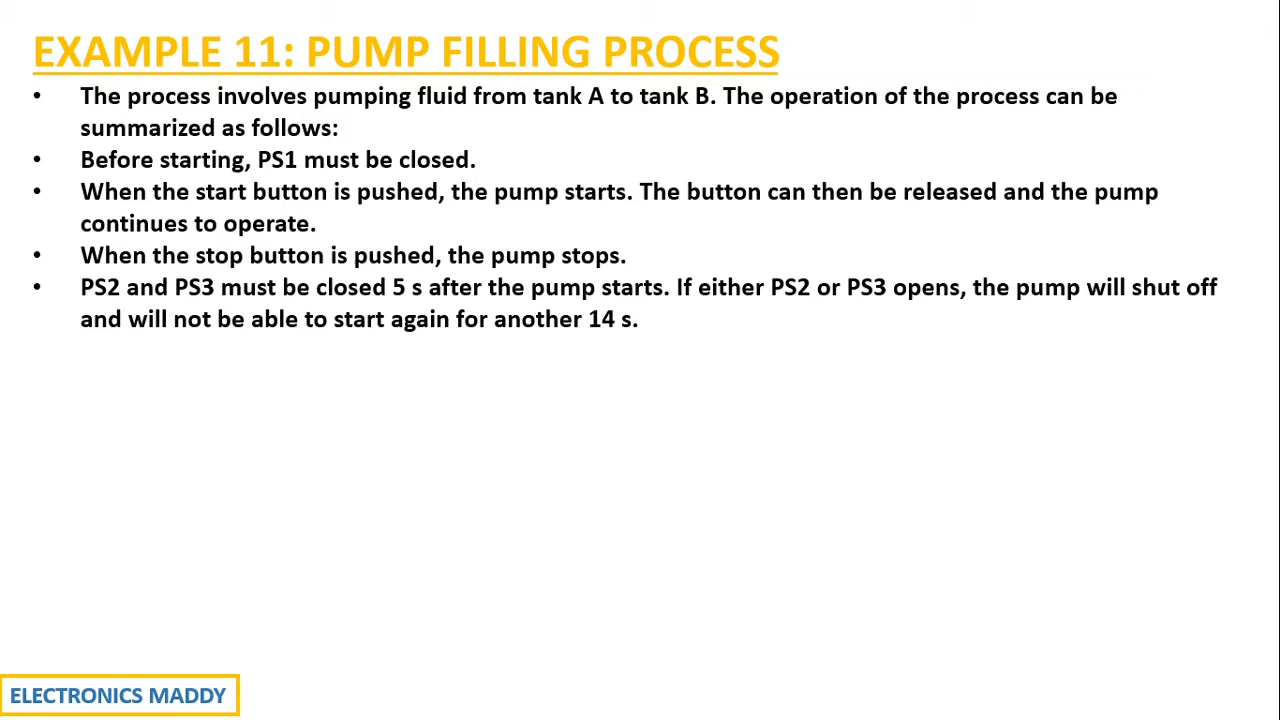 EXAMPLE 11: PUMP FILLING PROCESS
• The process involves pumping fluid from tank A to tank B. The operation of the process can be
summarized as follows:
• Before starting, PS1 must be closed.
• When the start button is pushed, the pump starts. The button can then be released and the pump
continues to operate.
• When the stop button is pushed, the pump stops.
• PS2 and PS3 must be closed 5 s after the pump starts. If either PS2 or PS3 opens, the pump will shut off
and will not be able to start again for another 14 s.
ELECTRONICS MADDY